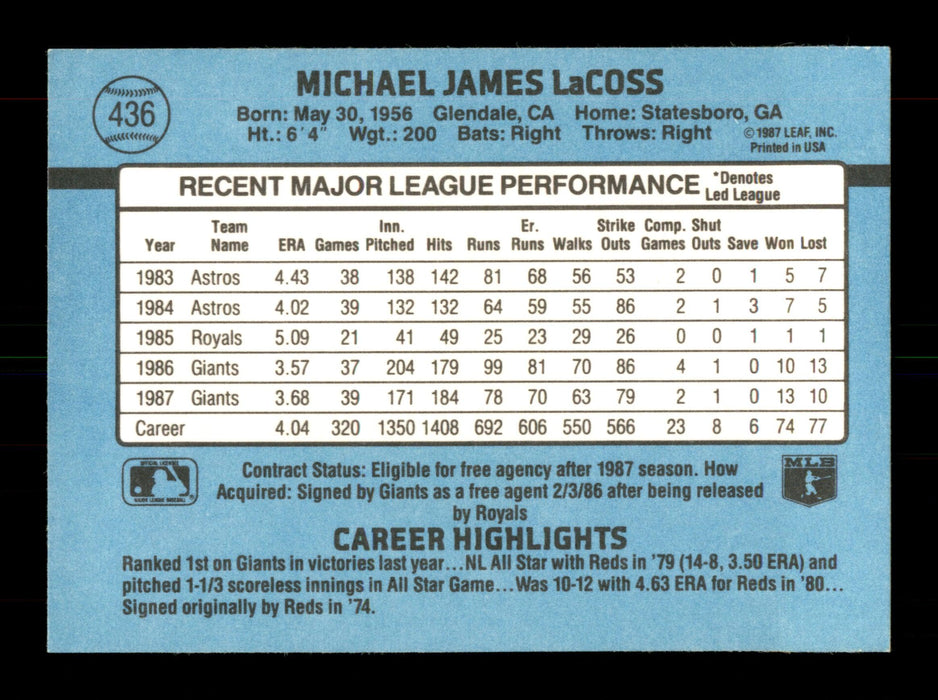 436
MICHAEL JAMES LaCOSS
Born: May 30, 1956 Glendale, CA Home: Statesboro, GA
Ht.: 6'4" Wgt.: 200 Bats: Right Throws: Right
©1987 LEAF, INC.
Printed in USA
RECENT MAJOR LEAGUE PERFORMANCE *Denotes
Led League
Team Inn. Er. Strike Comp. Shut
Year Name ERA Games Pitched Hits Runs Runs Walks Outs Games Outs Save Won Lost
1983 Astros 4.43 38 138 142 81 68 56 53 2 0 1 5 7
1984 Astros 4.02 39 132 132 64 59 55 86 2 1 3 7 5
1985 Royals 5.09 21 41 49 25 23 29 26 0 0 1 1 1
1986 Giants 3.57 37 204 179 99 81 70 86 4 1 0 10 13
1987 Giants 3.68 39 171 184 78 70 63 79 2 1 0 13 10
Career 4.04 320 1350 1408 692 606 550 566 23 8 6 74 77
OFFICIAL LICENSEE
MAJOR LEAGUE BASEBALL
®
MLB
Contract Status: Eligible for free agency after 1987 season. How
Acquired: Signed by Giants as a free agent 2/3/86 after being released
by Royals
CAREER HIGHLIGHTS
Ranked 1st on Giants in victories last year...NL All Star with Reds in '79 (14-8, 3.50 ERA) and
pitched 1-1/3 scoreless innings in All Star Game...Was 10-12 with 4.63 ERA for Reds in '80...
Signed originally by Reds in '74.